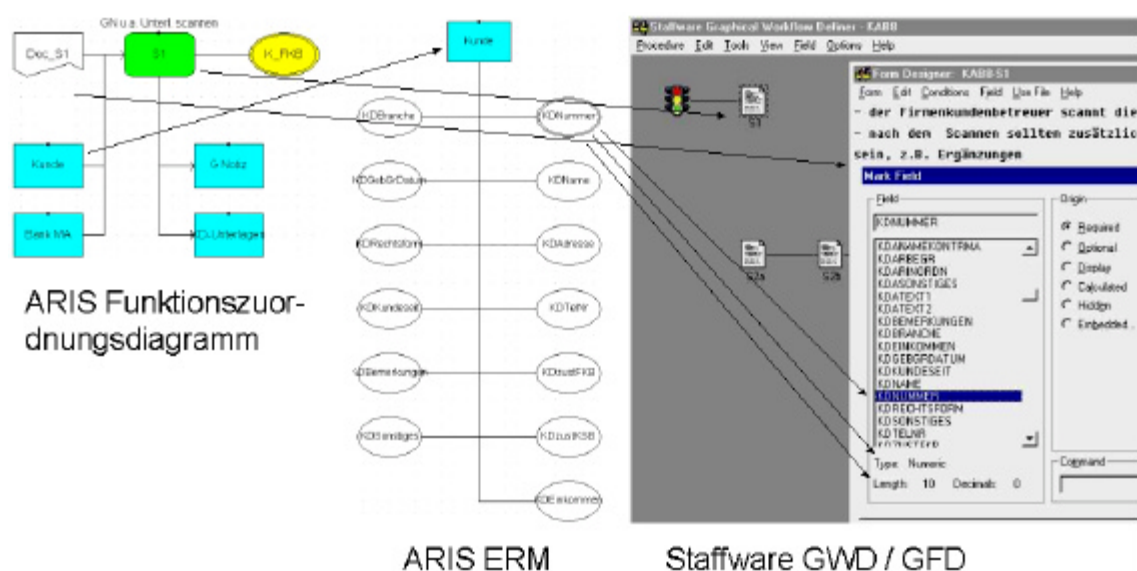 GN u.a. Unterl. scannen
Doc_S1
S1
K_FKB
Kunde
G-Notiz
Bank MA
KD-Unterlagen
ARIS Funktionszuor-
dnungsdiagramm
Kunde
KDBranche
KDNummer
KDGebGrDatum
KDName
KDRechtsform
KDAdresse
KDKundeseit
KDTelNr
KDBemerkungen
KDzustFKB
KDSonstiges
KDzustKSB
KDEinkommen
ARIS ERM
Staffware Graphical Workflow Definer - KAB8
Procedure Edit Tools View Field Options Help
S1
S2a
S2b
Form Designer: KAB8-S1
Form Edit Conditions Field Use File Help
- der Firmenkundenbetreuer scannt die
- nach dem Scannen sollten zusätzlic
sein, z.B. Ergänzungen
Mark Field
Field
KDNUMMER
KDANAMEKONTRMA
KDARBEGR
KDARINORDN
KDASONSTIGES
KDATEXT1
KDATEXT2
KDBEMERKUNGEN
KDBRANCHE
KDEINKOMMEN
KDGEBGRDATUM
KDKUNDESEIT
KDNAME
KDNUMMER
KDRECHTSFORM
KDSONSTIGES
KDTELNR
Type: Numeric
Length: 10 Decimals: 0
Origin
Required
Optional
Display
Calculated
Hidden
Embedded
Command
Staffware GWD / GFD